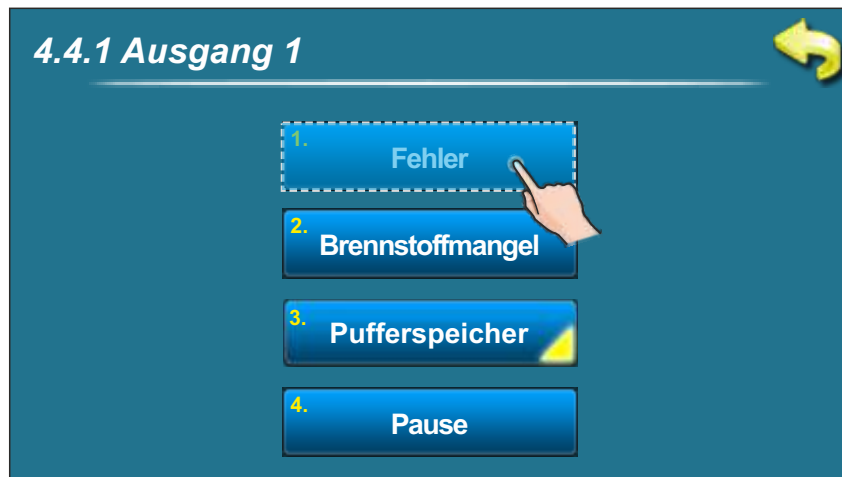 4.4.1 Ausgang 1
1.
Fehler
2.
Brennstoffmangel
3.
Pufferspeicher
4.
Pause